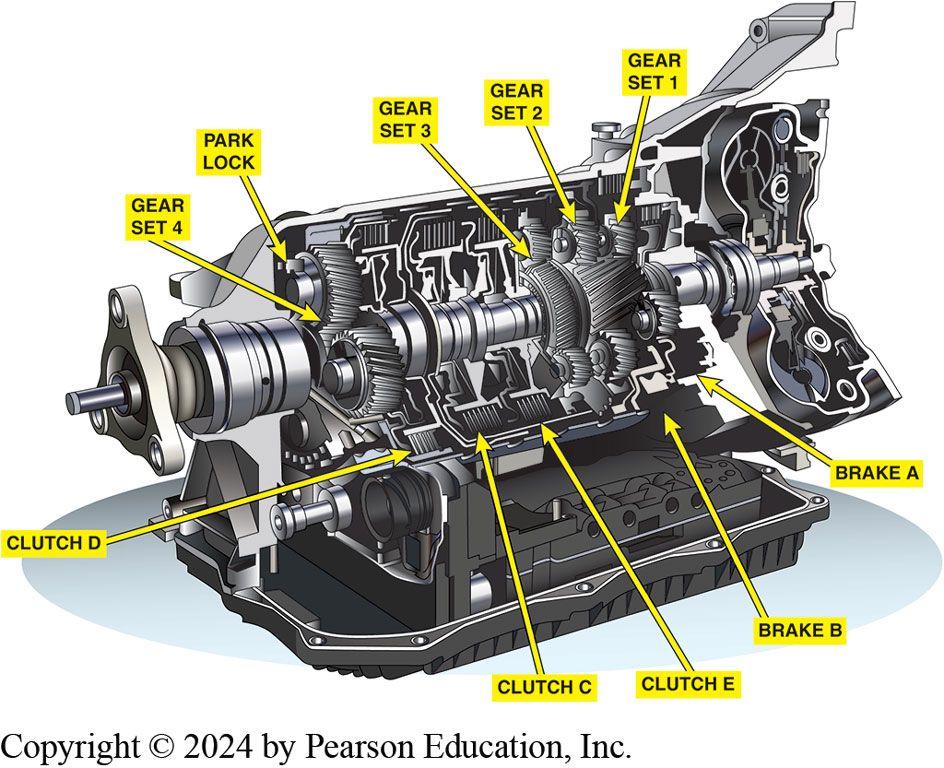 GEAR
SET 1
GEAR
SET 2
GEAR
SET 3
PARK
LOCK
GEAR
SET 4
BRAKE A
CLUTCH D
BRAKE B
CLUTCH C
CLUTCH E
Copyright © 2024 by Pearson Education, Inc.